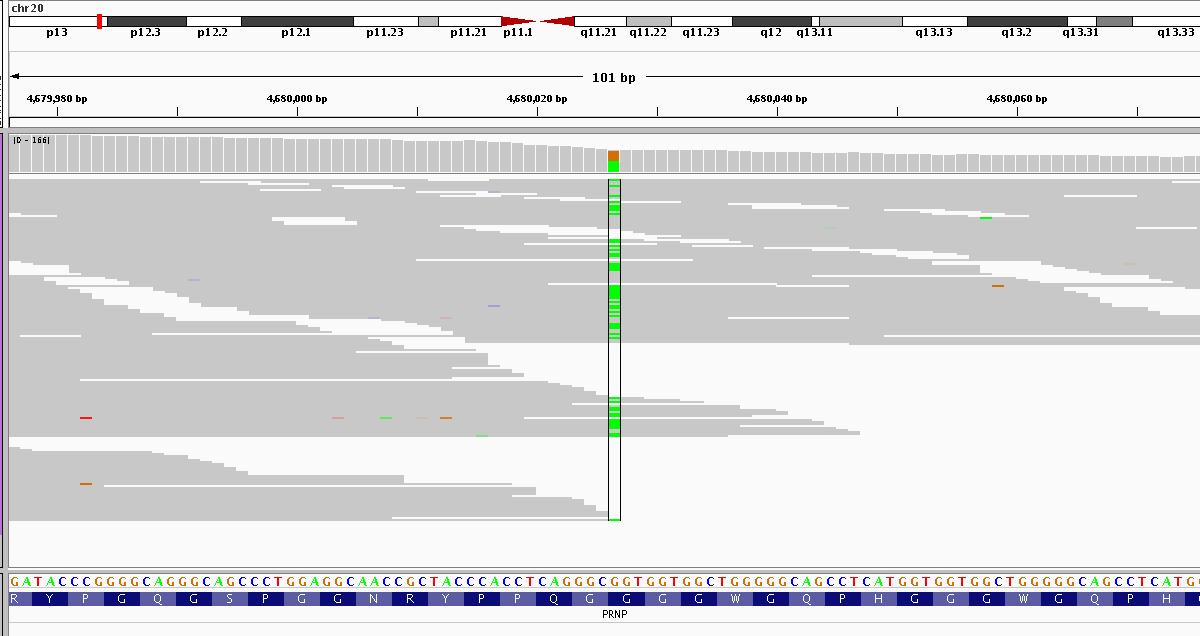 chr20
p13 p12.3 p12.2 p12.1 p11.23 p11.21 p11.1 q11.21 q11.22 q11.23 q12 q13.11 q13.13 q13.2 q13.31 q13.33
101 bp
4,679,980 bp 4,680,000 bp 4,680,020 bp 4,680,040 bp 4,680,060 bp
[0 - 166]
GATACCCGGGGCAGGGCAGCCCTGGAGGCAACCGCTACCCACCTCAGGGCGGTGGTGGCTGGGGGCAGCCTCATGGTGGTGGCTGGGGGCAGCCTCATG
R Y P G Q G S P G G N R Y P P Q G G G G W G Q P H G G G W G Q P H
PRNP